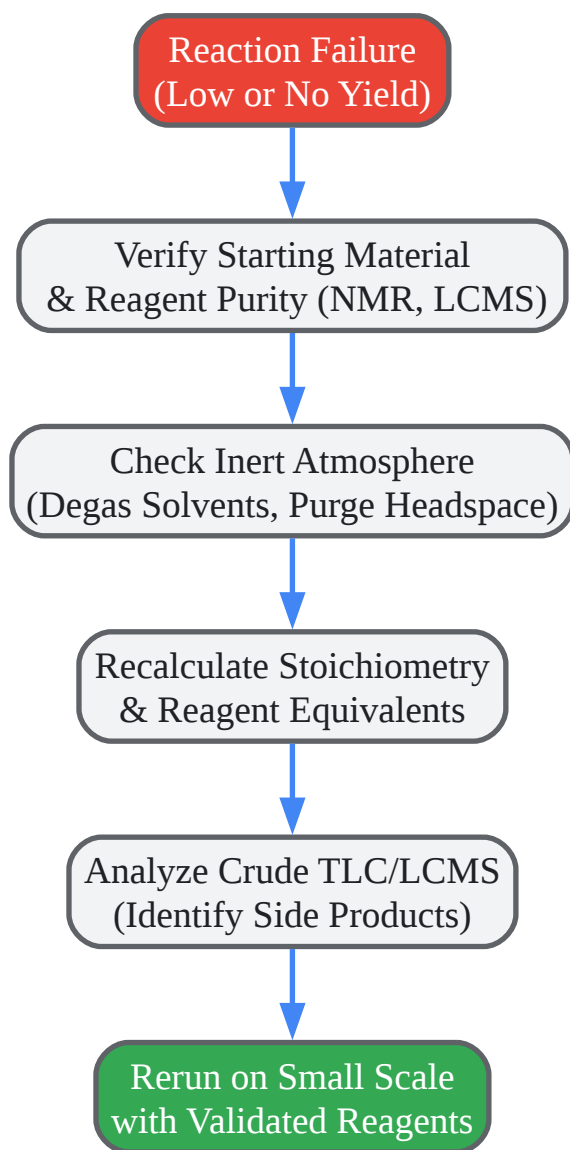 Reaction Failure
(Low or No Yield)
Verify Starting Material
& Reagent Purity (NMR, LCMS)
Check Inert Atmosphere
(Degas Solvents, Purge Headspace)
Recalculate Stoichiometry
& Reagent Equivalents
Analyze Crude TLC/LCMS
(Identify Side Products)
Rerun on Small Scale
with Validated Reagents